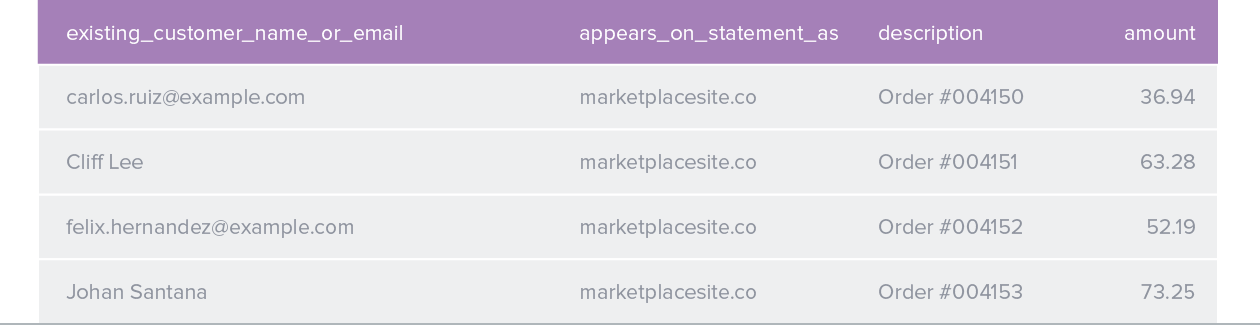 existing_customer_name_or_email appears_on_statement_as description amount
carlos.ruiz@example.com marketplacesite.co Order #004150 36.94
Cliff Lee marketplacesite.co Order #004151 63.28
felix.hernandez@example.com marketplacesite.co Order #004152 52.19
Johan Santana marketplacesite.co Order #004153 73.25